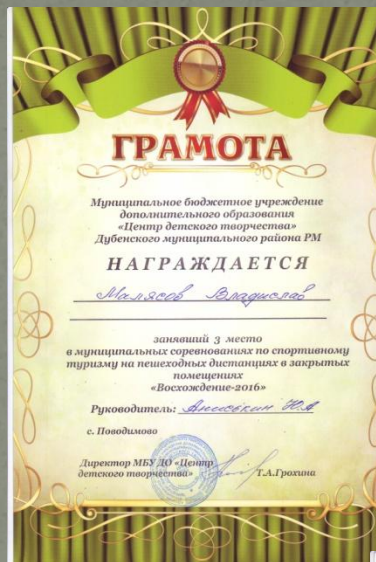 ГРАМОТА
Муниципальное бюджетное учреждение
дополнительного образования
«Центр детского творчества»
Дубенского муниципального района РМ
НАГРАЖДАЕТСЯ
Малясов Владислав
занявший 3 место
в муниципальных соревнованиях по спортивному
туризму на пешеходных дистанциях в закрытых
помещениях
«Восхождение-2016»
Руководитель: Анискин Ю.А
с. Поводимово
Директор МБУ ДО «Центр
детского творчества» Т.А.Грохина